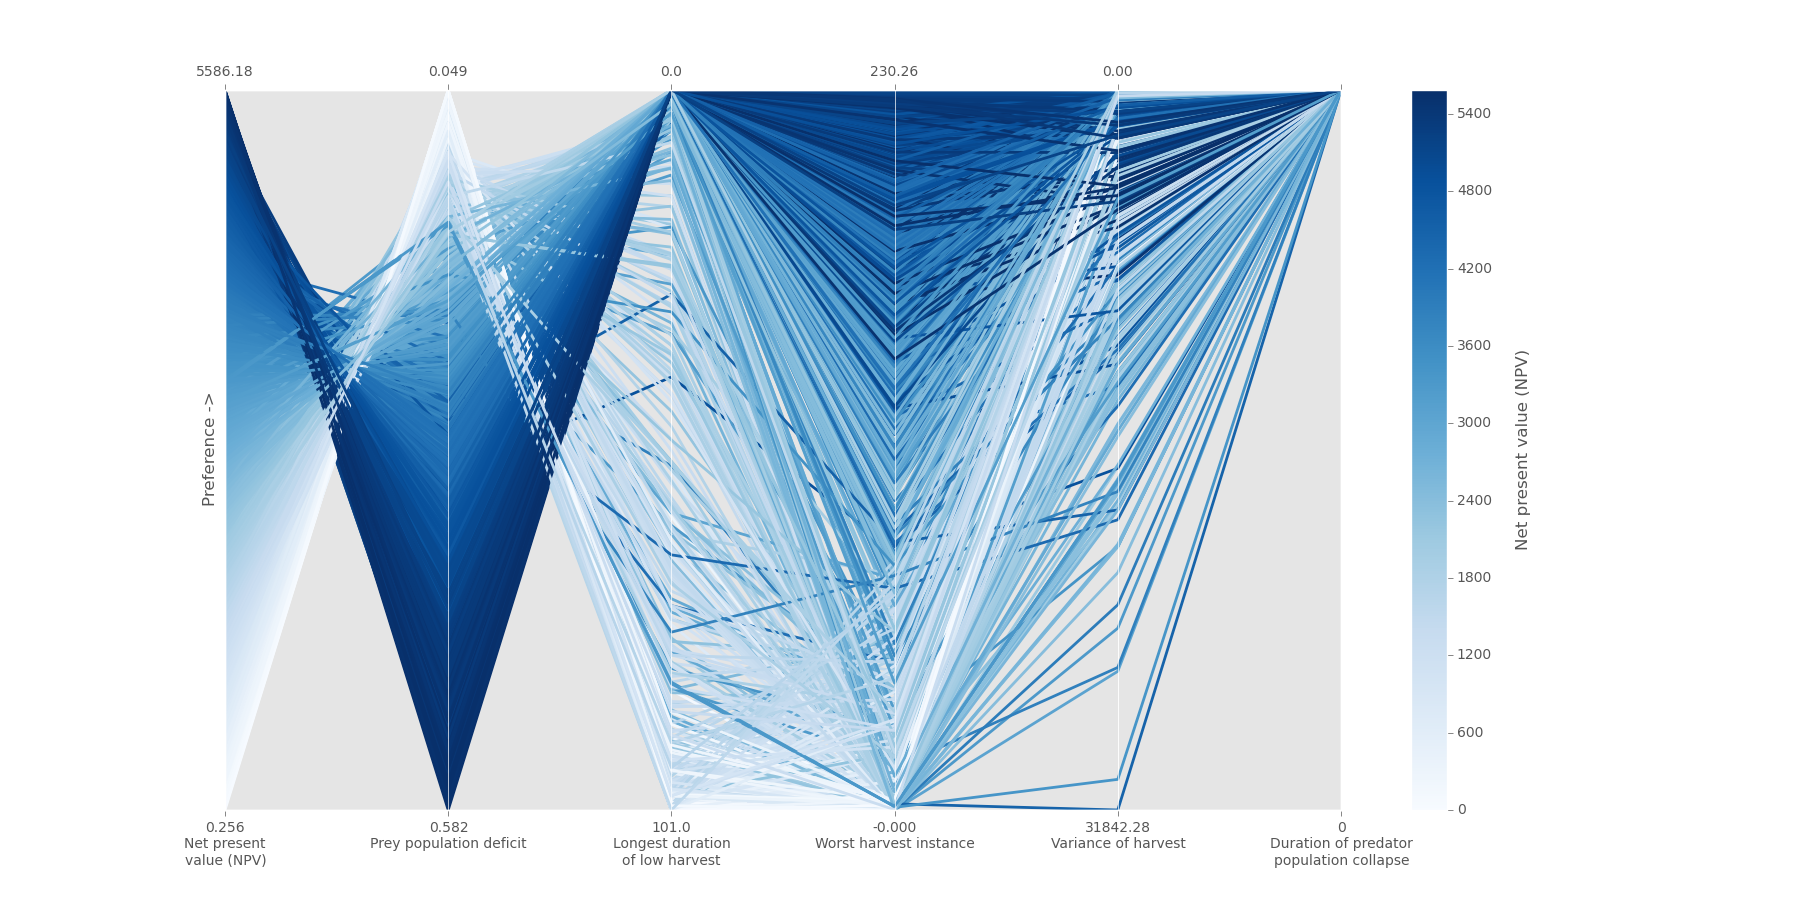 5586.18
0.049
0.0
230.26
0.00
Preference ->
0.256
0.582
101.0
-0.000
31842.28
0
Net present
value (NPV)
Prey population deficit
Longest duration
of low harvest
Worst harvest instance
Variance of harvest
Duration of predator
population collapse
5400
4800
4200
3600
3000
2400
1800
1200
600
0
Net present value (NPV)